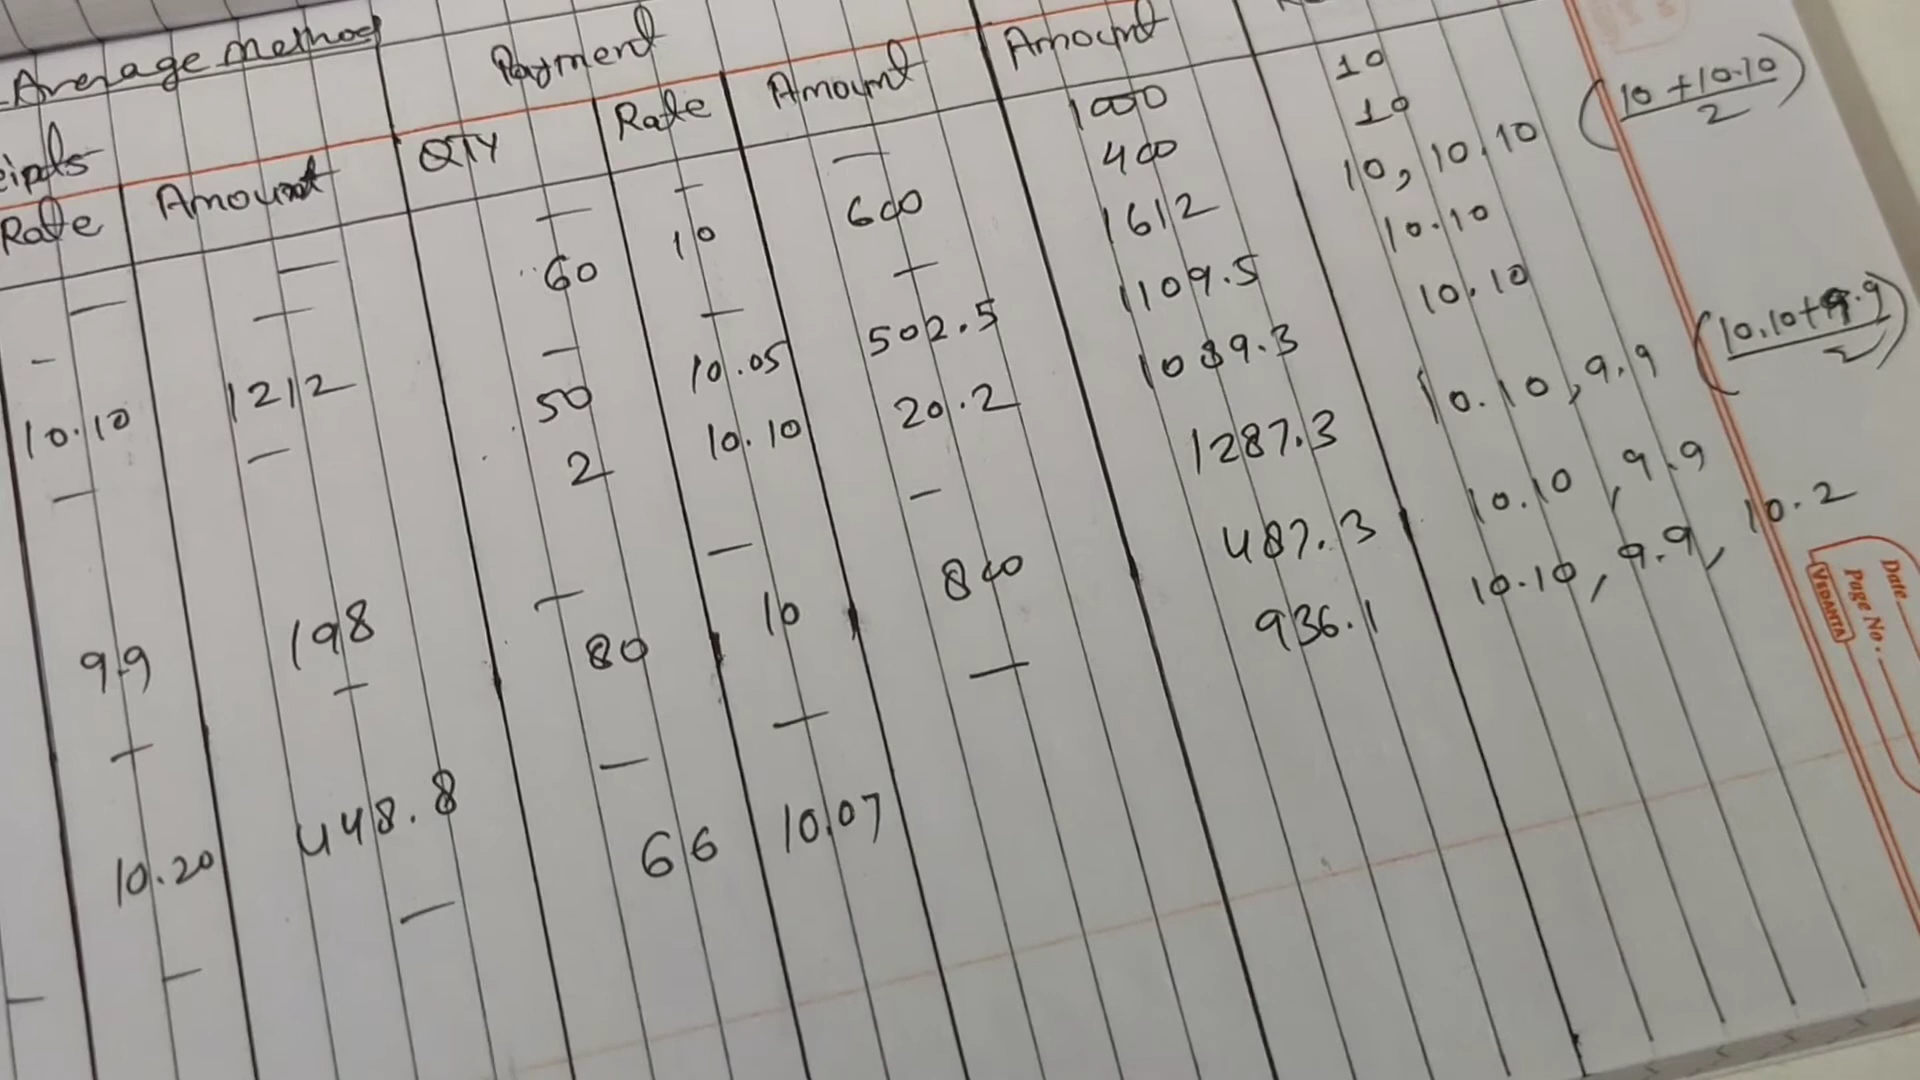 Average Method
Payment
Amount
eipts
Rate
Amount
QTY
Rate
Amount
— — — — — 1000 10
- — 60 10 600 400 10
10.10 1212 — — — 1612 10, 10.10 (10 + 10.10 / 2)
— — 50 10.05 502.5 1109.5 10.10
2 10.10 20.2 1089.3 10.10
9.9 198 — — — 1287.3 10.10, 9.9 (10.10+9.9 / 2)
— — 80 10 800 487.3 10.10, 9.9
10.20 448.8 — — — 936.1 10.10, 9.9, 10.2
— — 66 10.07
Date
Page No.
VEDANTA